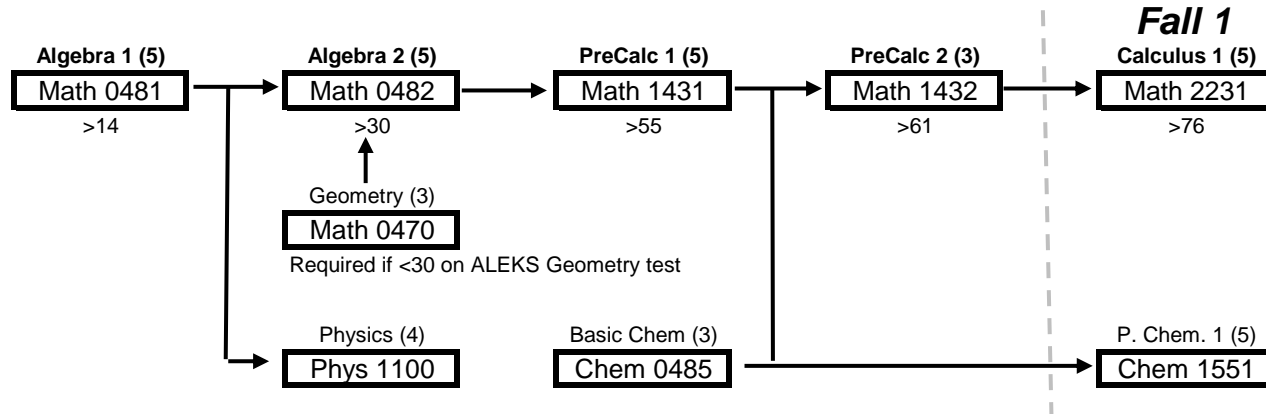 Fall 1
Algebra 1 (5)
Algebra 2 (5)
PreCalc 1 (5)
PreCalc 2 (3)
Calculus 1 (5)
Math 0481
Math 0482
Math 1431
Math 1432
Math 2231
>14
>30
>55
>61
>76
Geometry (3)
Math 0470
Required if <30 on ALEKS Geometry test
Physics (4)
Basic Chem (3)
P. Chem. 1 (5)
Phys 1100
Chem 0485
Chem 1551